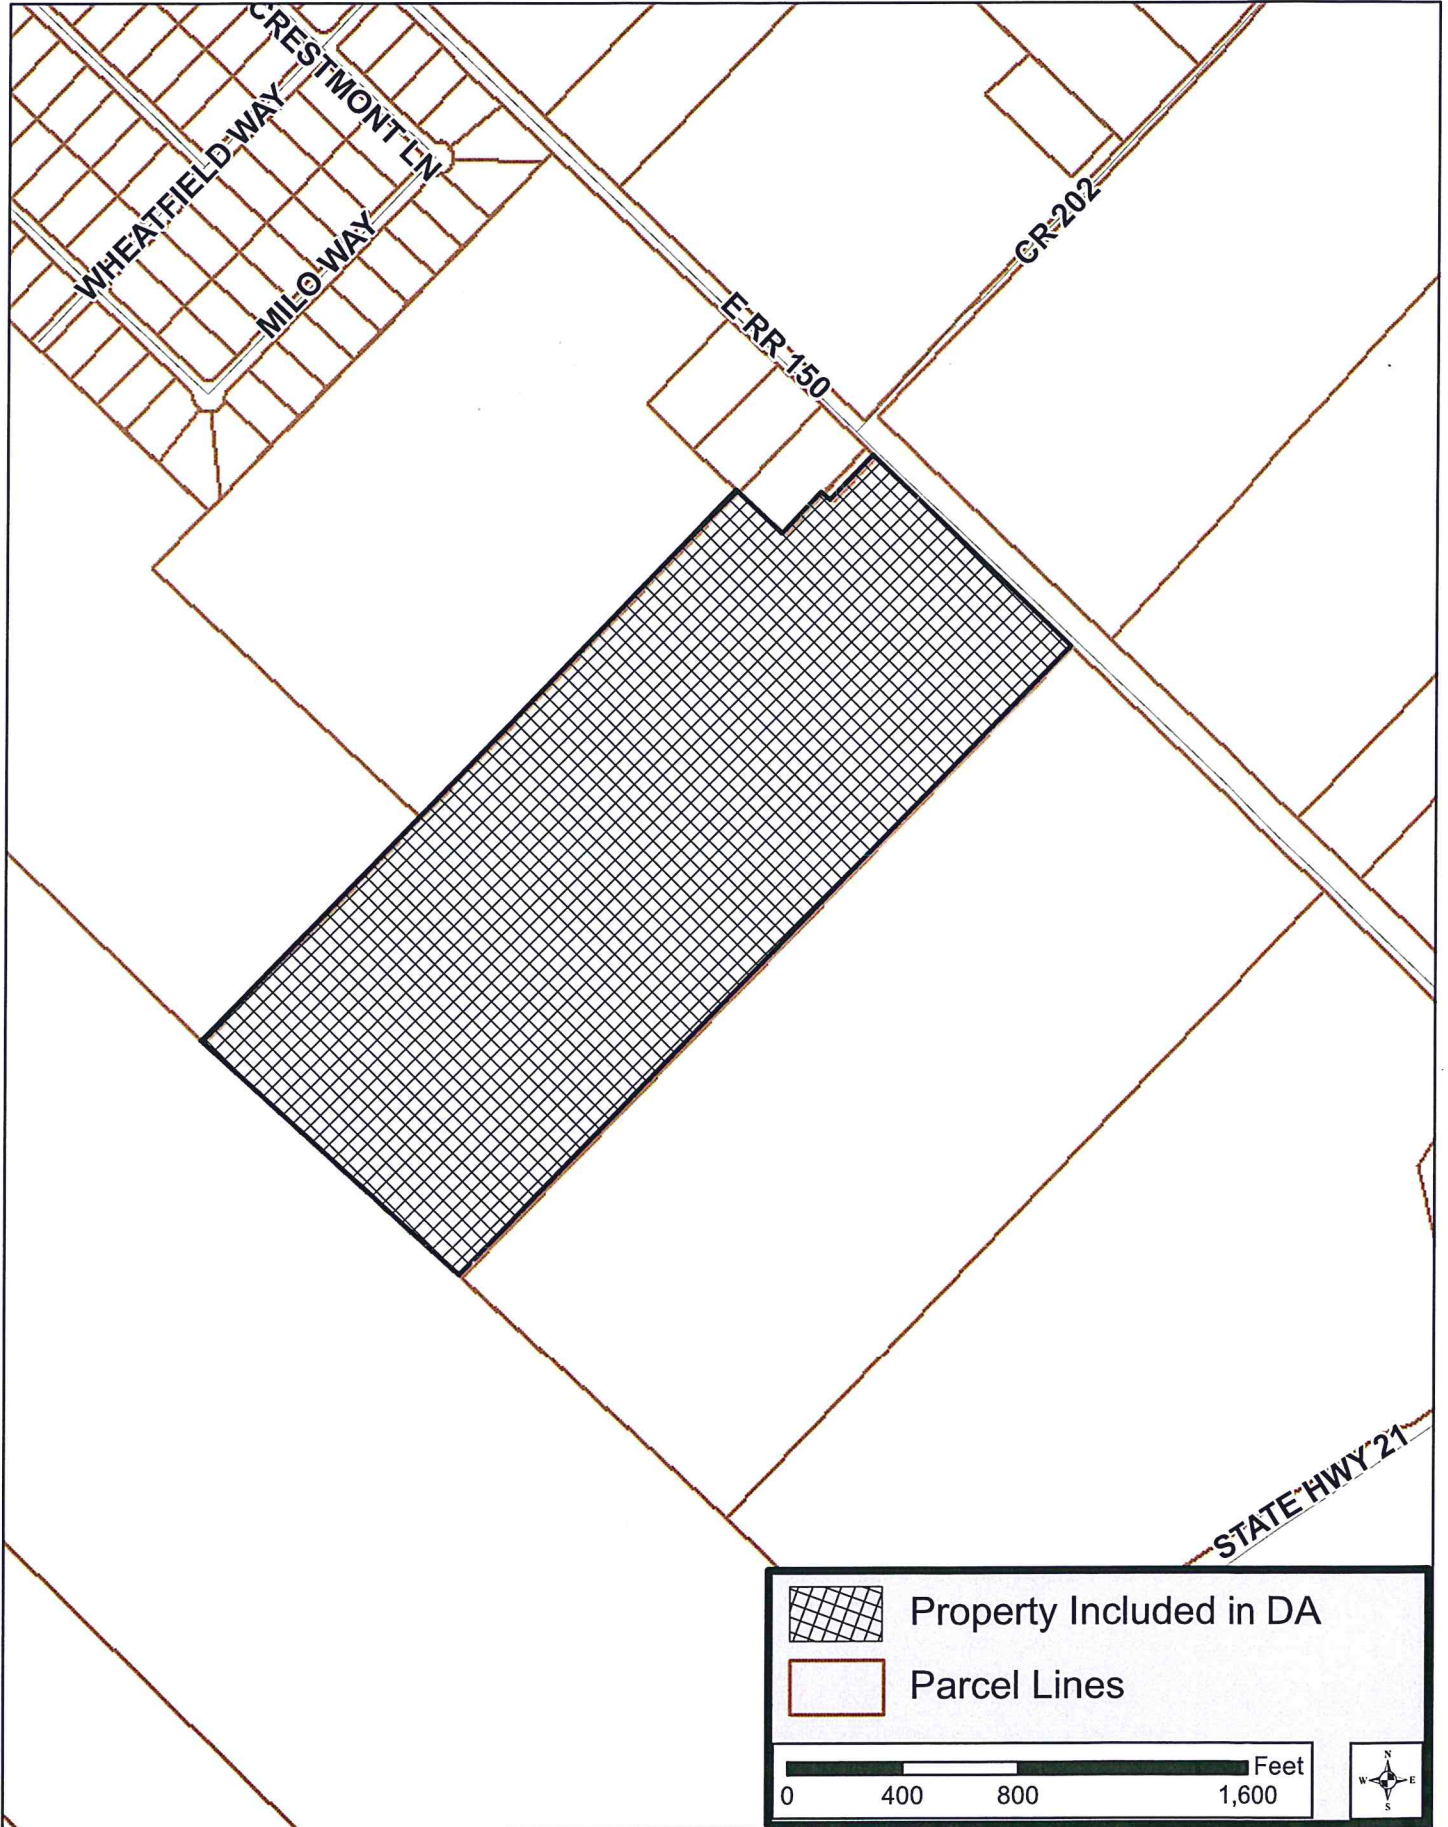 CRESTMONT LN
WHEATFIELD WAY
MILO WAY
CR 202
E RR 150
STATE HWY 21
Property Included in DA
Parcel Lines
Feet
0 400 800 1,600
N
W E
S